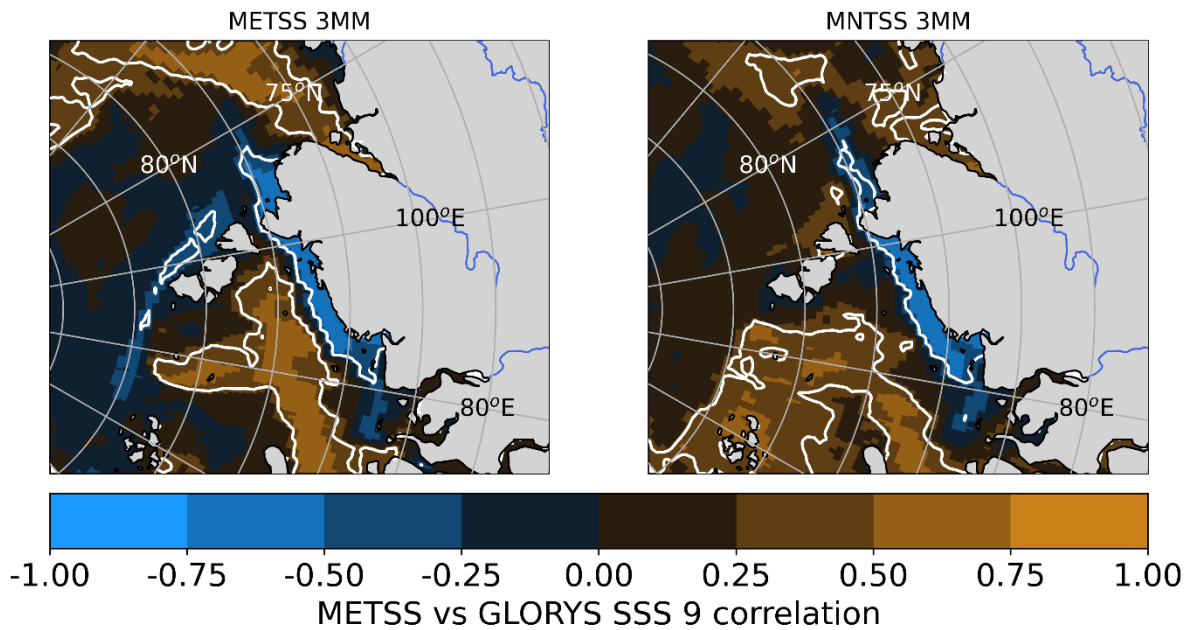 METSS 3MM
MNTSS 3MM
75°N
80°N
100°E
80°E
75°N
80°N
100°E
80°E
-1.00 -0.75 -0.50 -0.25 0.00 0.25 0.50 0.75 1.00
METSS vs GLORYS SSS 9 correlation